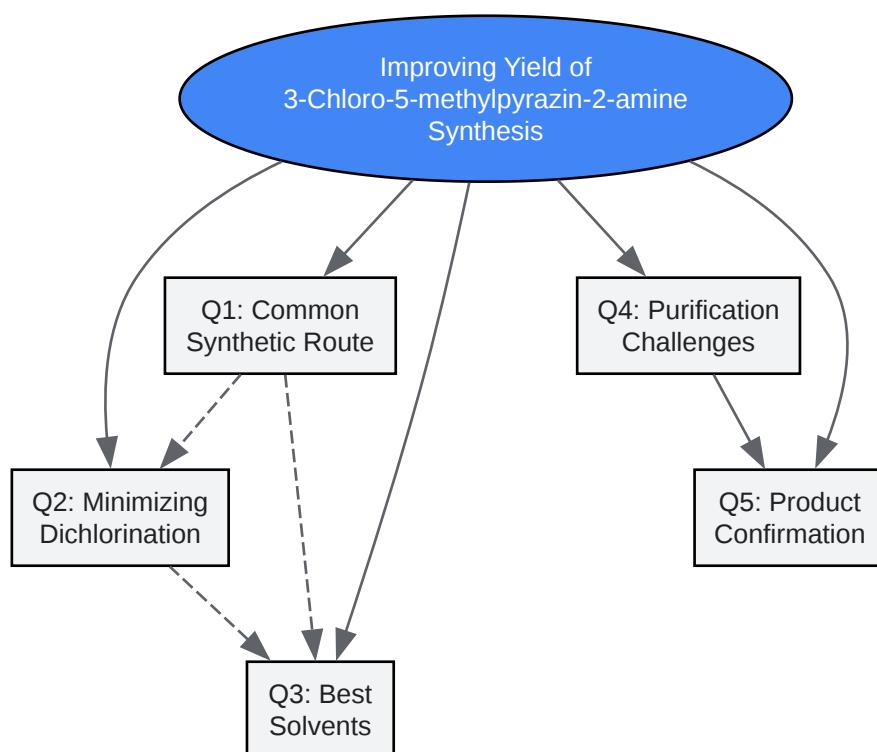 Improving Yield of
3-Chloro-5-methylpyrazin-2-amine
Synthesis
Q1: Common
Synthetic Route
Q4: Purification
Challenges
Q2: Minimizing
Dichlorination
Q5: Product
Confirmation
Q3: Best
Solvents